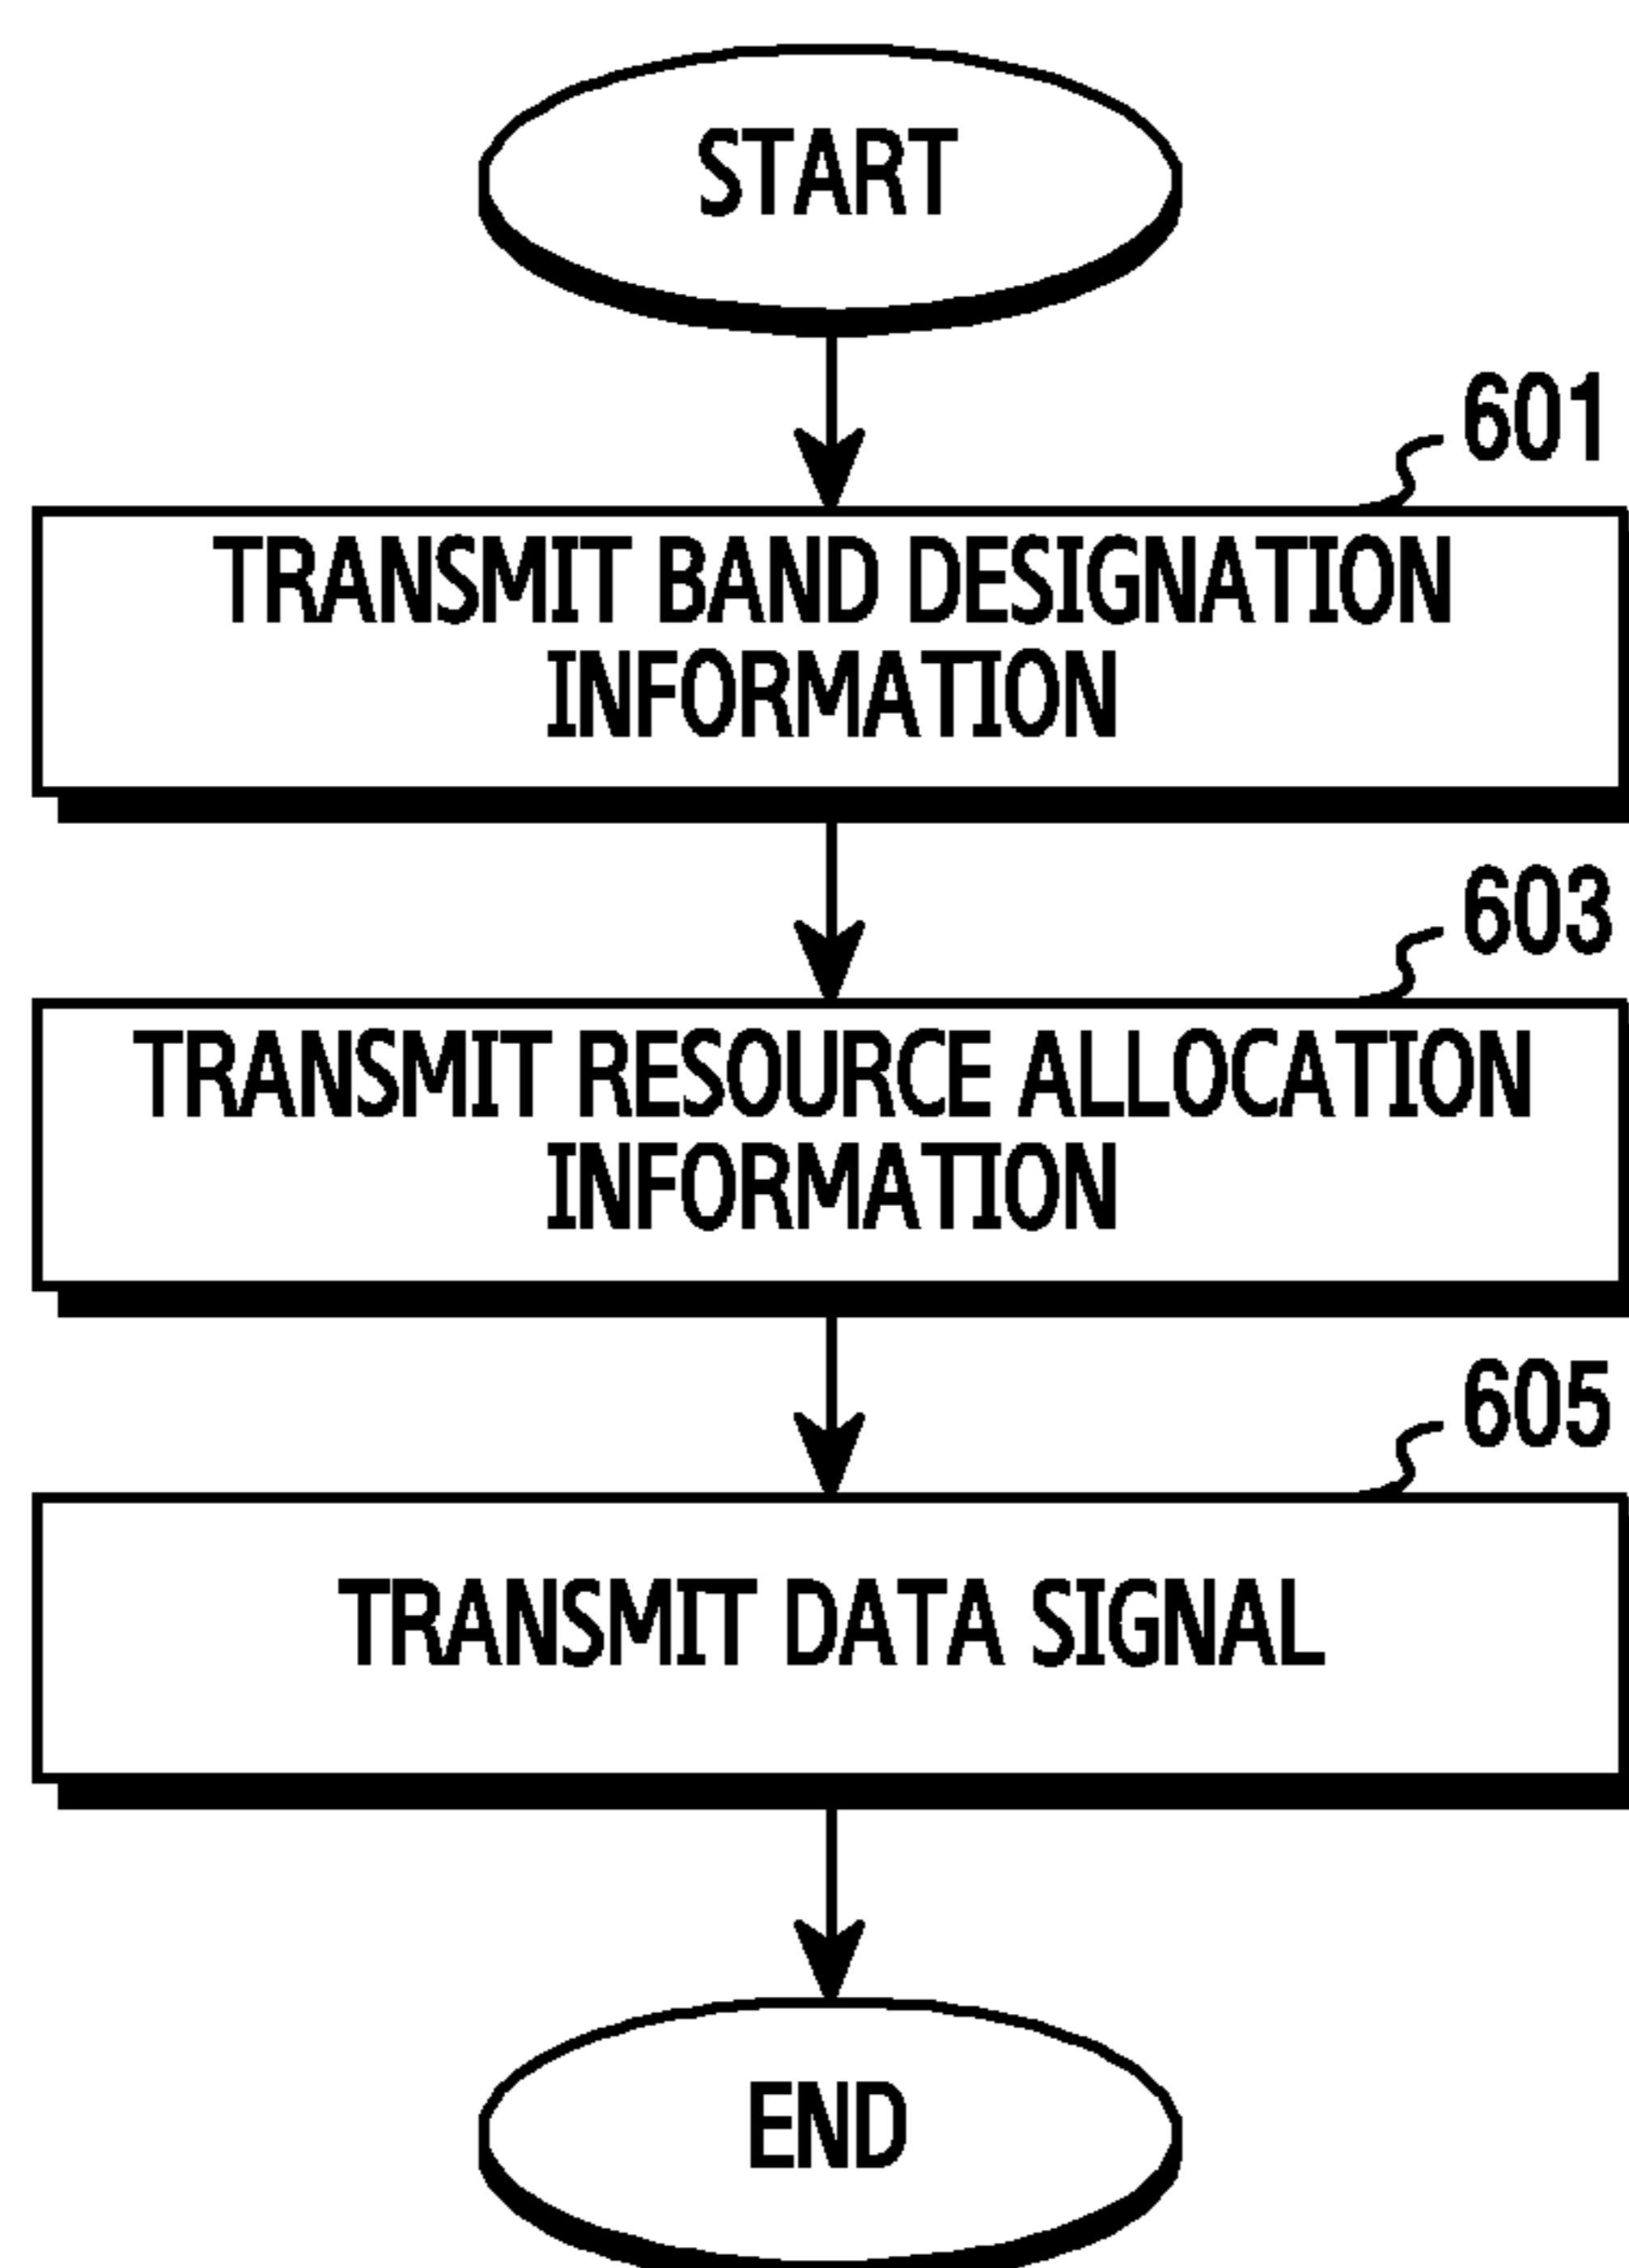 START
601
TRANSMIT BAND DESIGNATION
INFORMATION
603
TRANSMIT RESOURCE ALLOCATION
INFORMATION
605
TRANSMIT DATA SIGNAL
END